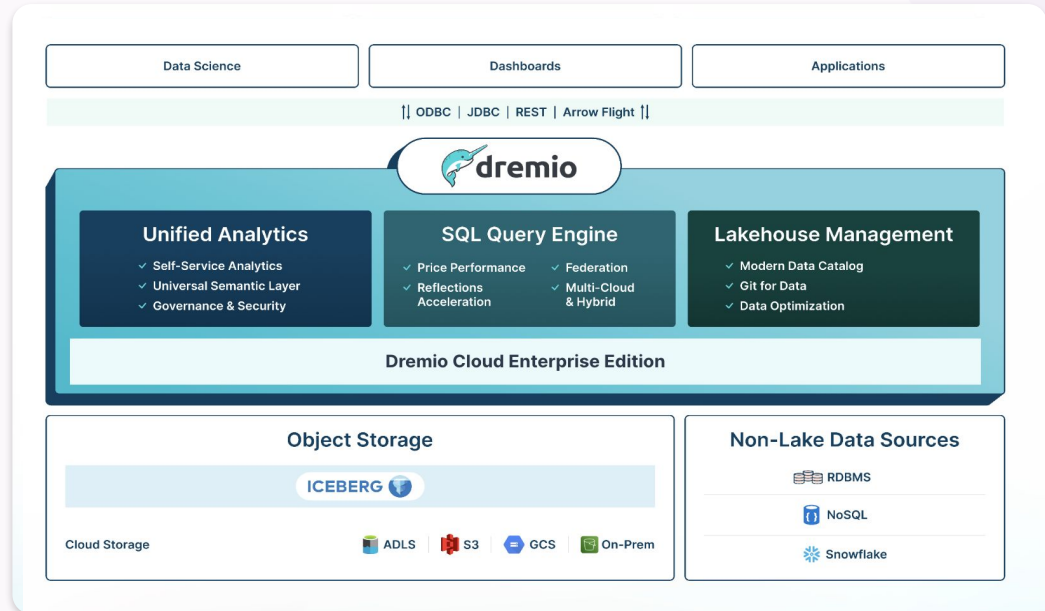 Data Science
Dashboards
Applications
ODBC | JDBC | REST | Arrow Flight
dremio
Unified Analytics
✓ Self-Service Analytics
✓ Universal Semantic Layer
✓ Governance & Security
SQL Query Engine
✓ Price Performance
✓ Reflections
Acceleration
✓ Federation
✓ Multi-Cloud
& Hybrid
Lakehouse Management
✓ Modern Data Catalog
✓ Git for Data
✓ Data Optimization
Dremio Cloud Enterprise Edition
Object Storage
ICEBERG
Cloud Storage
ADLS
S3
GCS
On-Prem
Non-Lake Data Sources
RDBMS
NoSQL
Snowflake